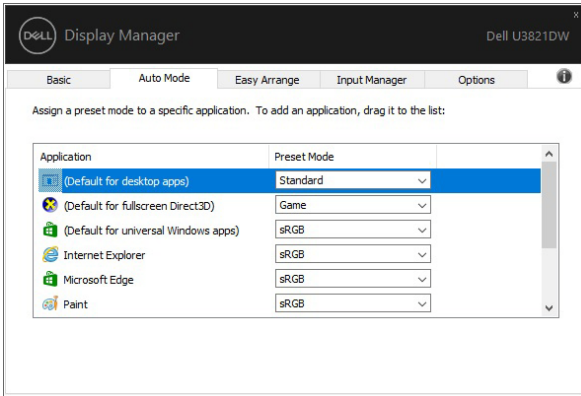 DELL Display Manager Dell U3821DW
Basic Auto Mode Easy Arrange Input Manager Options
Assign a preset mode to a specific application. To add an application, drag it to the list:
Application Preset Mode
(Default for desktop apps) Standard
(Default for fullscreen Direct3D) Game
(Default for universal Windows apps) sRGB
Internet Explorer sRGB
Microsoft Edge sRGB
Paint sRGB